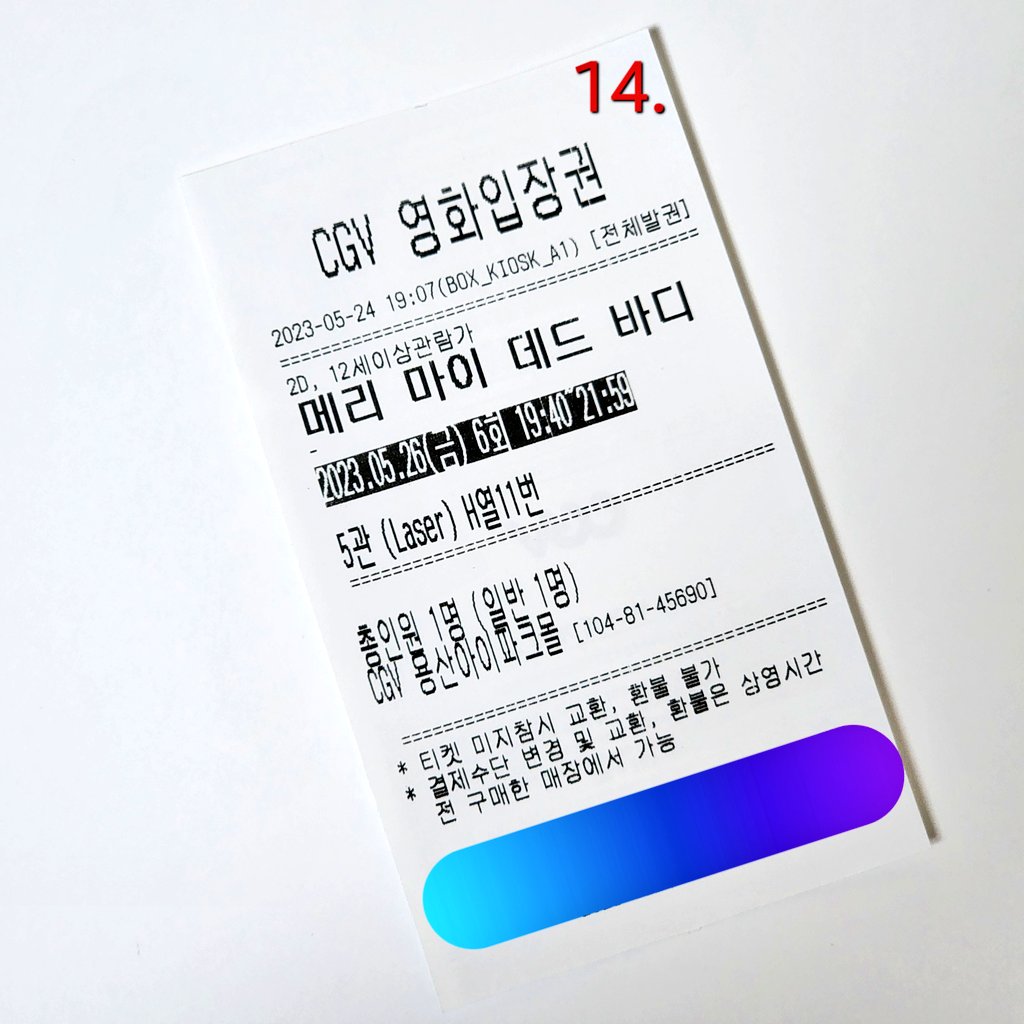 14.
CGV 영화입장권
2023-05-24 19:07(BOX_KIOSK_A1) [전체발권]
2D, 12세이상관람가
메리 마이 데드 바디
-
2023.05.26(금) 6회 19:40~21:59
5관 (Laser) H열11번
총인원 1명 (일반 1명)
CGV 용산아이파크몰 [104-81-45690]
* 티켓 미지참시 교환, 환불 불가
* 결제수단 변경 및 교환, 환불은 상영시간
전 구매한 매장에서 가능